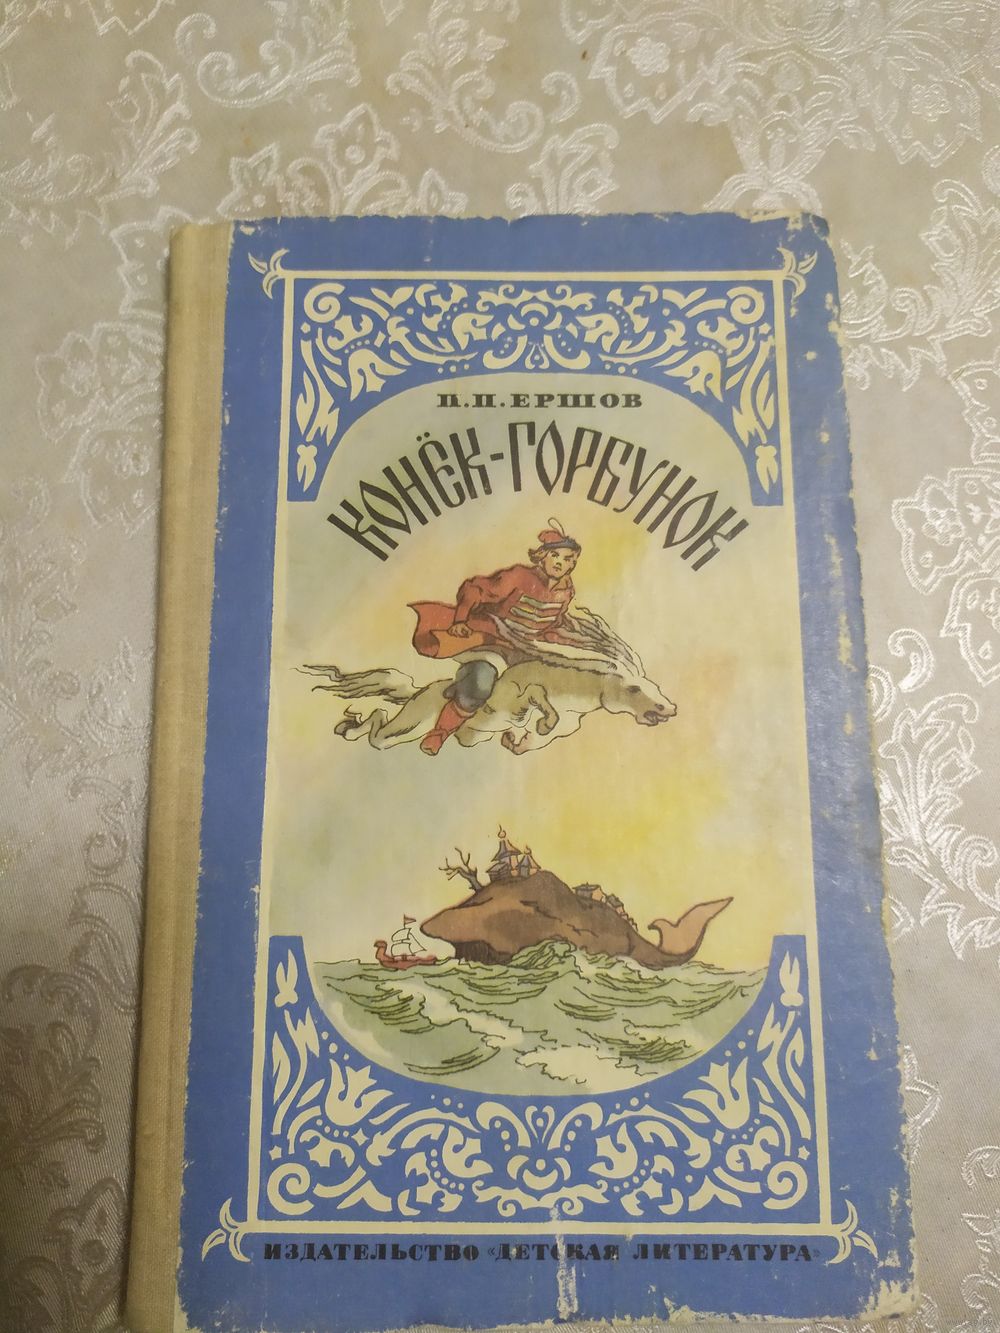 П.П.ЕРШОВ
КОНЁК-ГОРБУНОК
ИЗДАТЕЛЬСТВО «ДЕТСКАЯ ЛИТЕРАТУРА»